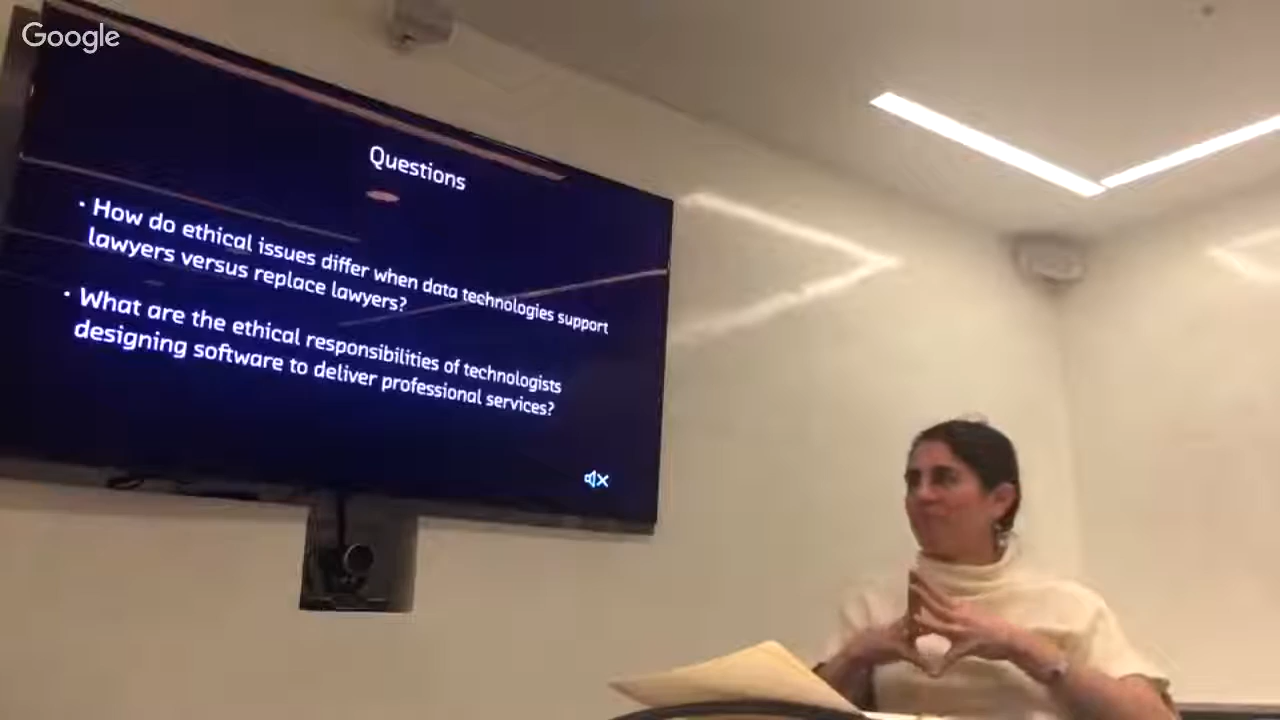 Google
Questions
• How do ethical issues differ when data technologies support
lawyers versus replace lawyers?
• What are the ethical responsibilities of technologists
designing software to deliver professional services?